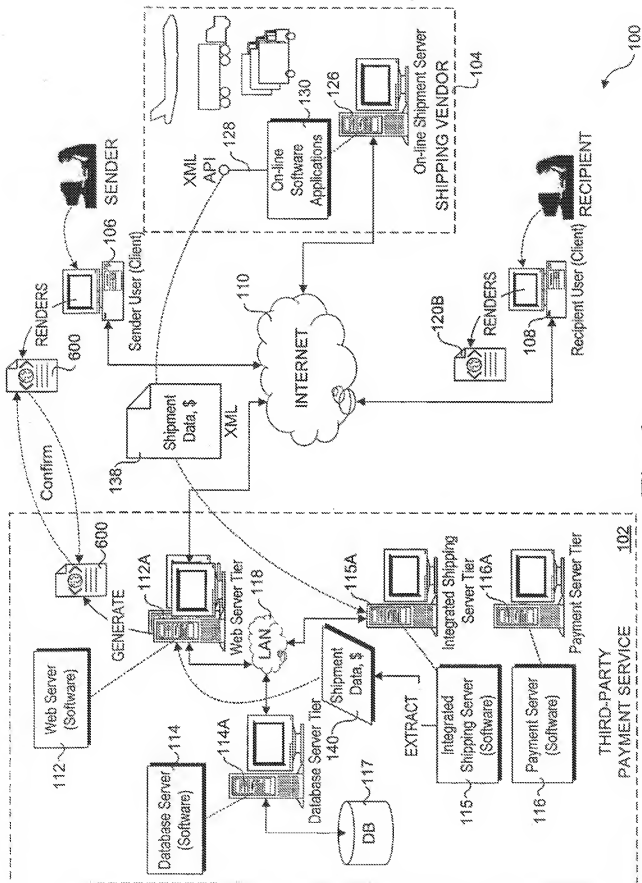 THIRD-PARTY
PAYMENT SERVICE
102
Web Server
(Software)
112
GENERATE
600
112A
Web Server Tier
118
LAN
Database Server
(Software)
114
114A
Database Server Tier
DB
117
Shipment
Data, $
140
EXTRACT
115A
Integrated Shipping
Server Tier
Integrated
Shipping Server
(Software)
115
116A
Payment Server Tier
Payment Server
(Software)
116
Confirm
600
RENDERS
SENDER
106
Sender User (Client)
Shipment
Data, $
138
XML
110
INTERNET
XML
API
128
On-line
Software
Applications
130
126
On-line Shipment Server
SHIPPING VENDOR
104
120B
RENDERS
108
Recipient User (Client)
RECIPIENT
100